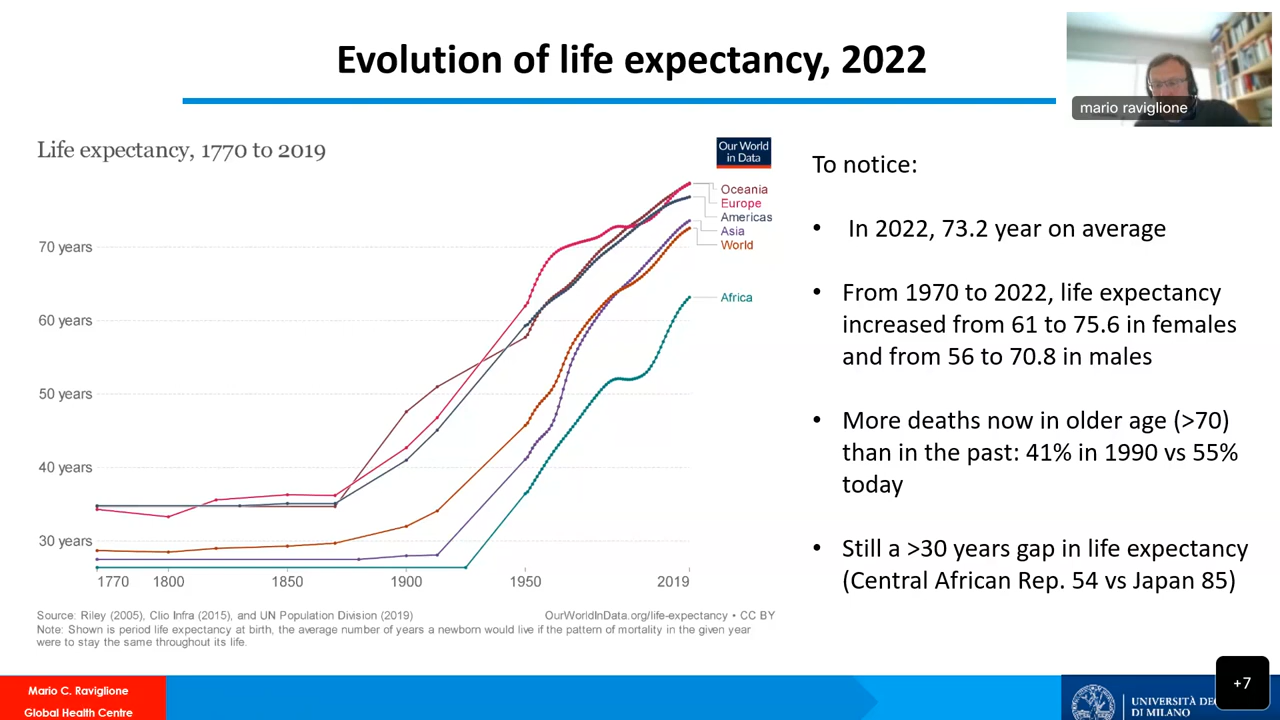 Evolution of life expectancy, 2022
mario raviglione
Life expectancy, 1770 to 2019
Our World
in Data
Oceania
Europe
Americas
Asia
World
Africa
70 years
60 years
50 years
40 years
30 years
1770
1800
1850
1900
1950
2019
Source: Riley (2005), Clio Infra (2015), and UN Population Division (2019)
OurWorldInData.org/life-expectancy • CC BY
Note: Shown is period life expectancy at birth, the average number of years a newborn would live if the pattern of mortality in the given year
were to stay the same throughout its life.
To notice:
• In 2022, 73.2 year on average
• From 1970 to 2022, life expectancy
increased from 61 to 75.6 in females
and from 56 to 70.8 in males
• More deaths now in older age (>70)
than in the past: 41% in 1990 vs 55%
today
• Still a >30 years gap in life expectancy
(Central African Rep. 54 vs Japan 85)
Mario C. Raviglione
Global Health Centre
UNIVERSITÀ
DI MILANO
+7